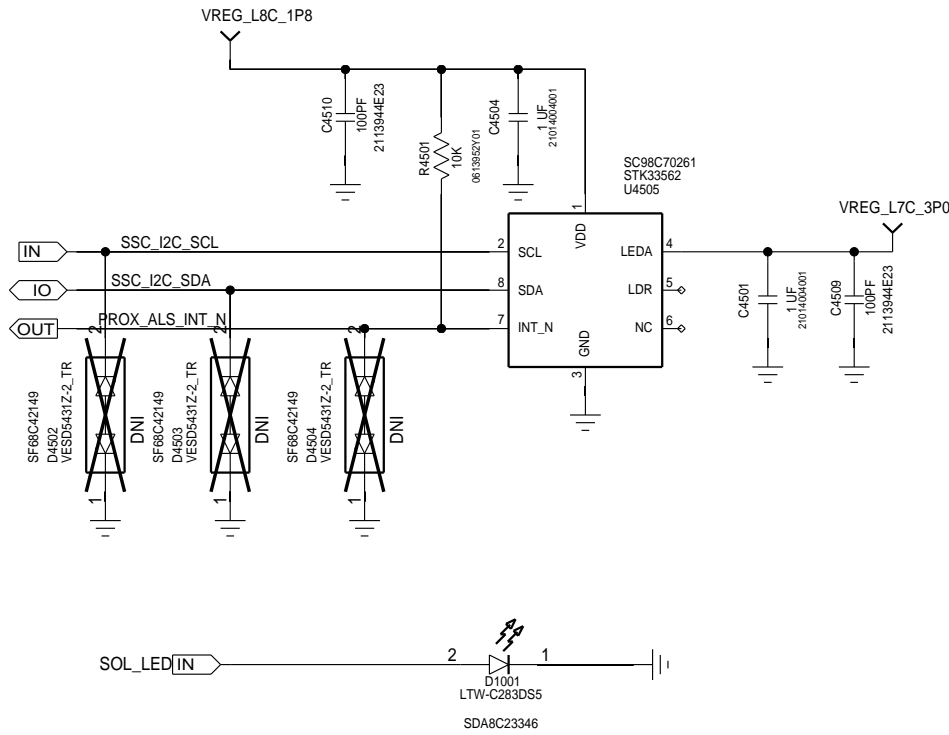 VREG_L8C_1P8
C4510
100PF
2113944E23
R4501
10K
0613952Y01
C4504
1 UF
21014004001
SC98C70261
STK33562
U4505
VREG_L7C_3P0
IN
SSC_I2C_SCL
2
SCL
1
VDD
LEDA
4
IO
SSC_I2C_SDA
8
SDA
LDR
5
OUT
PROX_ALS_INT_N
7
INT_N
NC
6
GND
3
C4501
1 UF
21014004001
C4509
100PF
2113944E23
2
SF68C42149
D4502
VESD5431Z-2_TR
DNI
1
2
SF68C42149
D4503
VESD5431Z-2_TR
DNI
1
2
SF68C42149
D4504
VESD5431Z-2_TR
DNI
1
SOL_LED
IN
2
1
D1001
LTW-C283DS5
SDA8C23346